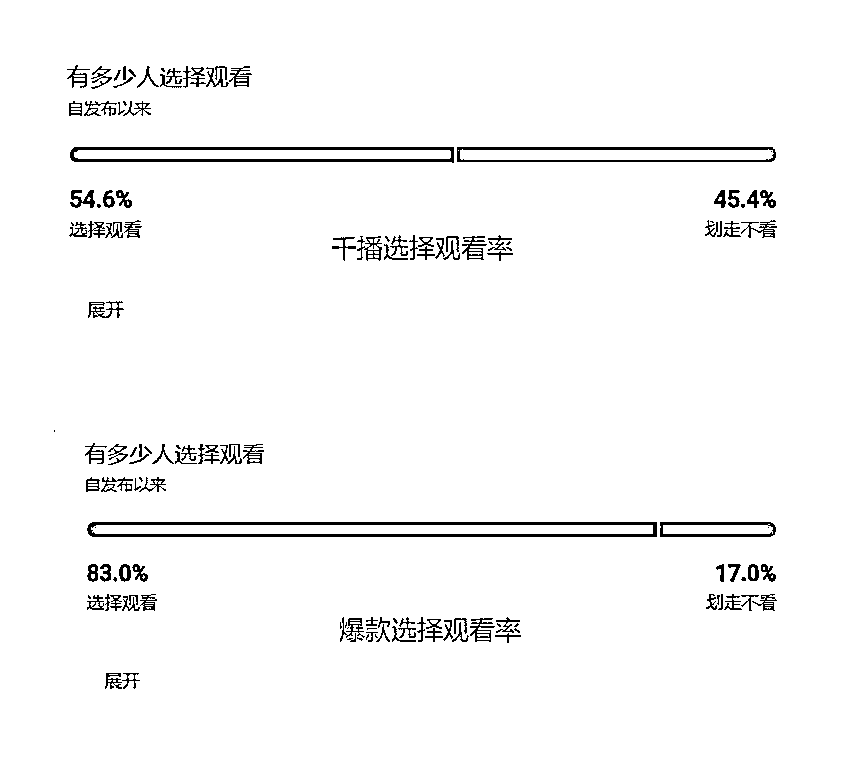 有多少人选择观看
自发布以来
54.6% 45.4%
选择观看 划走不看
千播选择观看率
展开
有多少人选择观看
自发布以来
83.0% 17.0%
选择观看 划走不看
爆款选择观看率
展开